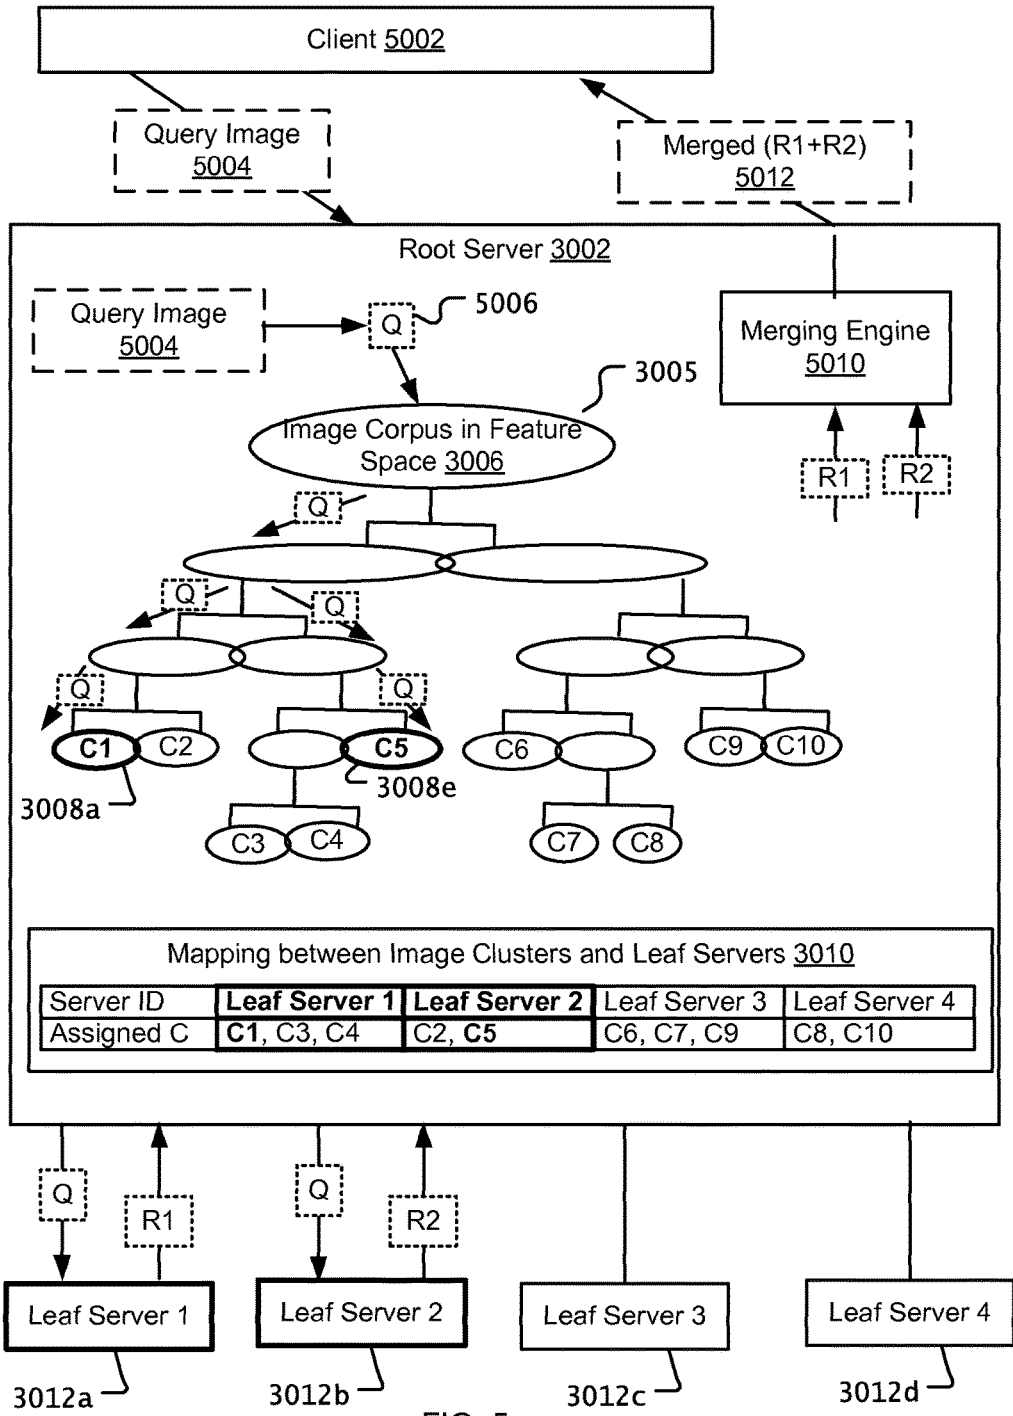 Client 5002
Query Image
5004
Merged (R1+R2)
5012
Root Server 3002
Query Image
5004
Q
5006
Merging Engine
5010
3005
Image Corpus in Feature
Space 3006
R1
R2
Q
Q
Q
Q
Q
C1
C2
C5
C6
C9
C10
3008a
3008e
C3
C4
C7
C8
Mapping between Image Clusters and Leaf Servers 3010
Server ID Leaf Server 1 Leaf Server 2 Leaf Server 3 Leaf Server 4
Assigned C C1, C3, C4 C2, C5 C6, C7, C9 C8, C10
Q
R1
Q
R2
Leaf Server 1
Leaf Server 2
Leaf Server 3
Leaf Server 4
3012a
3012b
3012c
3012d